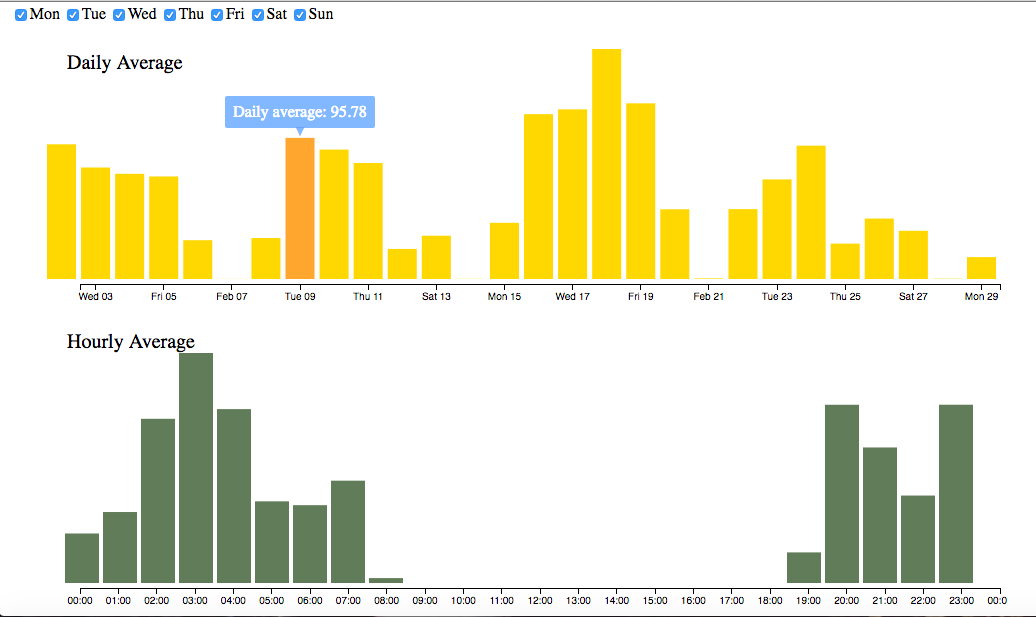 Mon Tue Wed Thu Fri Sat Sun
Daily Average
Daily average: 95.78
Wed 03 Fri 05 Feb 07 Tue 09 Thu 11 Sat 13 Mon 15 Wed 17 Fri 19 Feb 21 Tue 23 Thu 25 Sat 27 Mon 29
Hourly Average
00:00 01:00 02:00 03:00 04:00 05:00 06:00 07:00 08:00 09:00 10:00 11:00 12:00 13:00 14:00 15:00 16:00 17:00 18:00 19:00 20:00 21:00 22:00 23:00 00:0